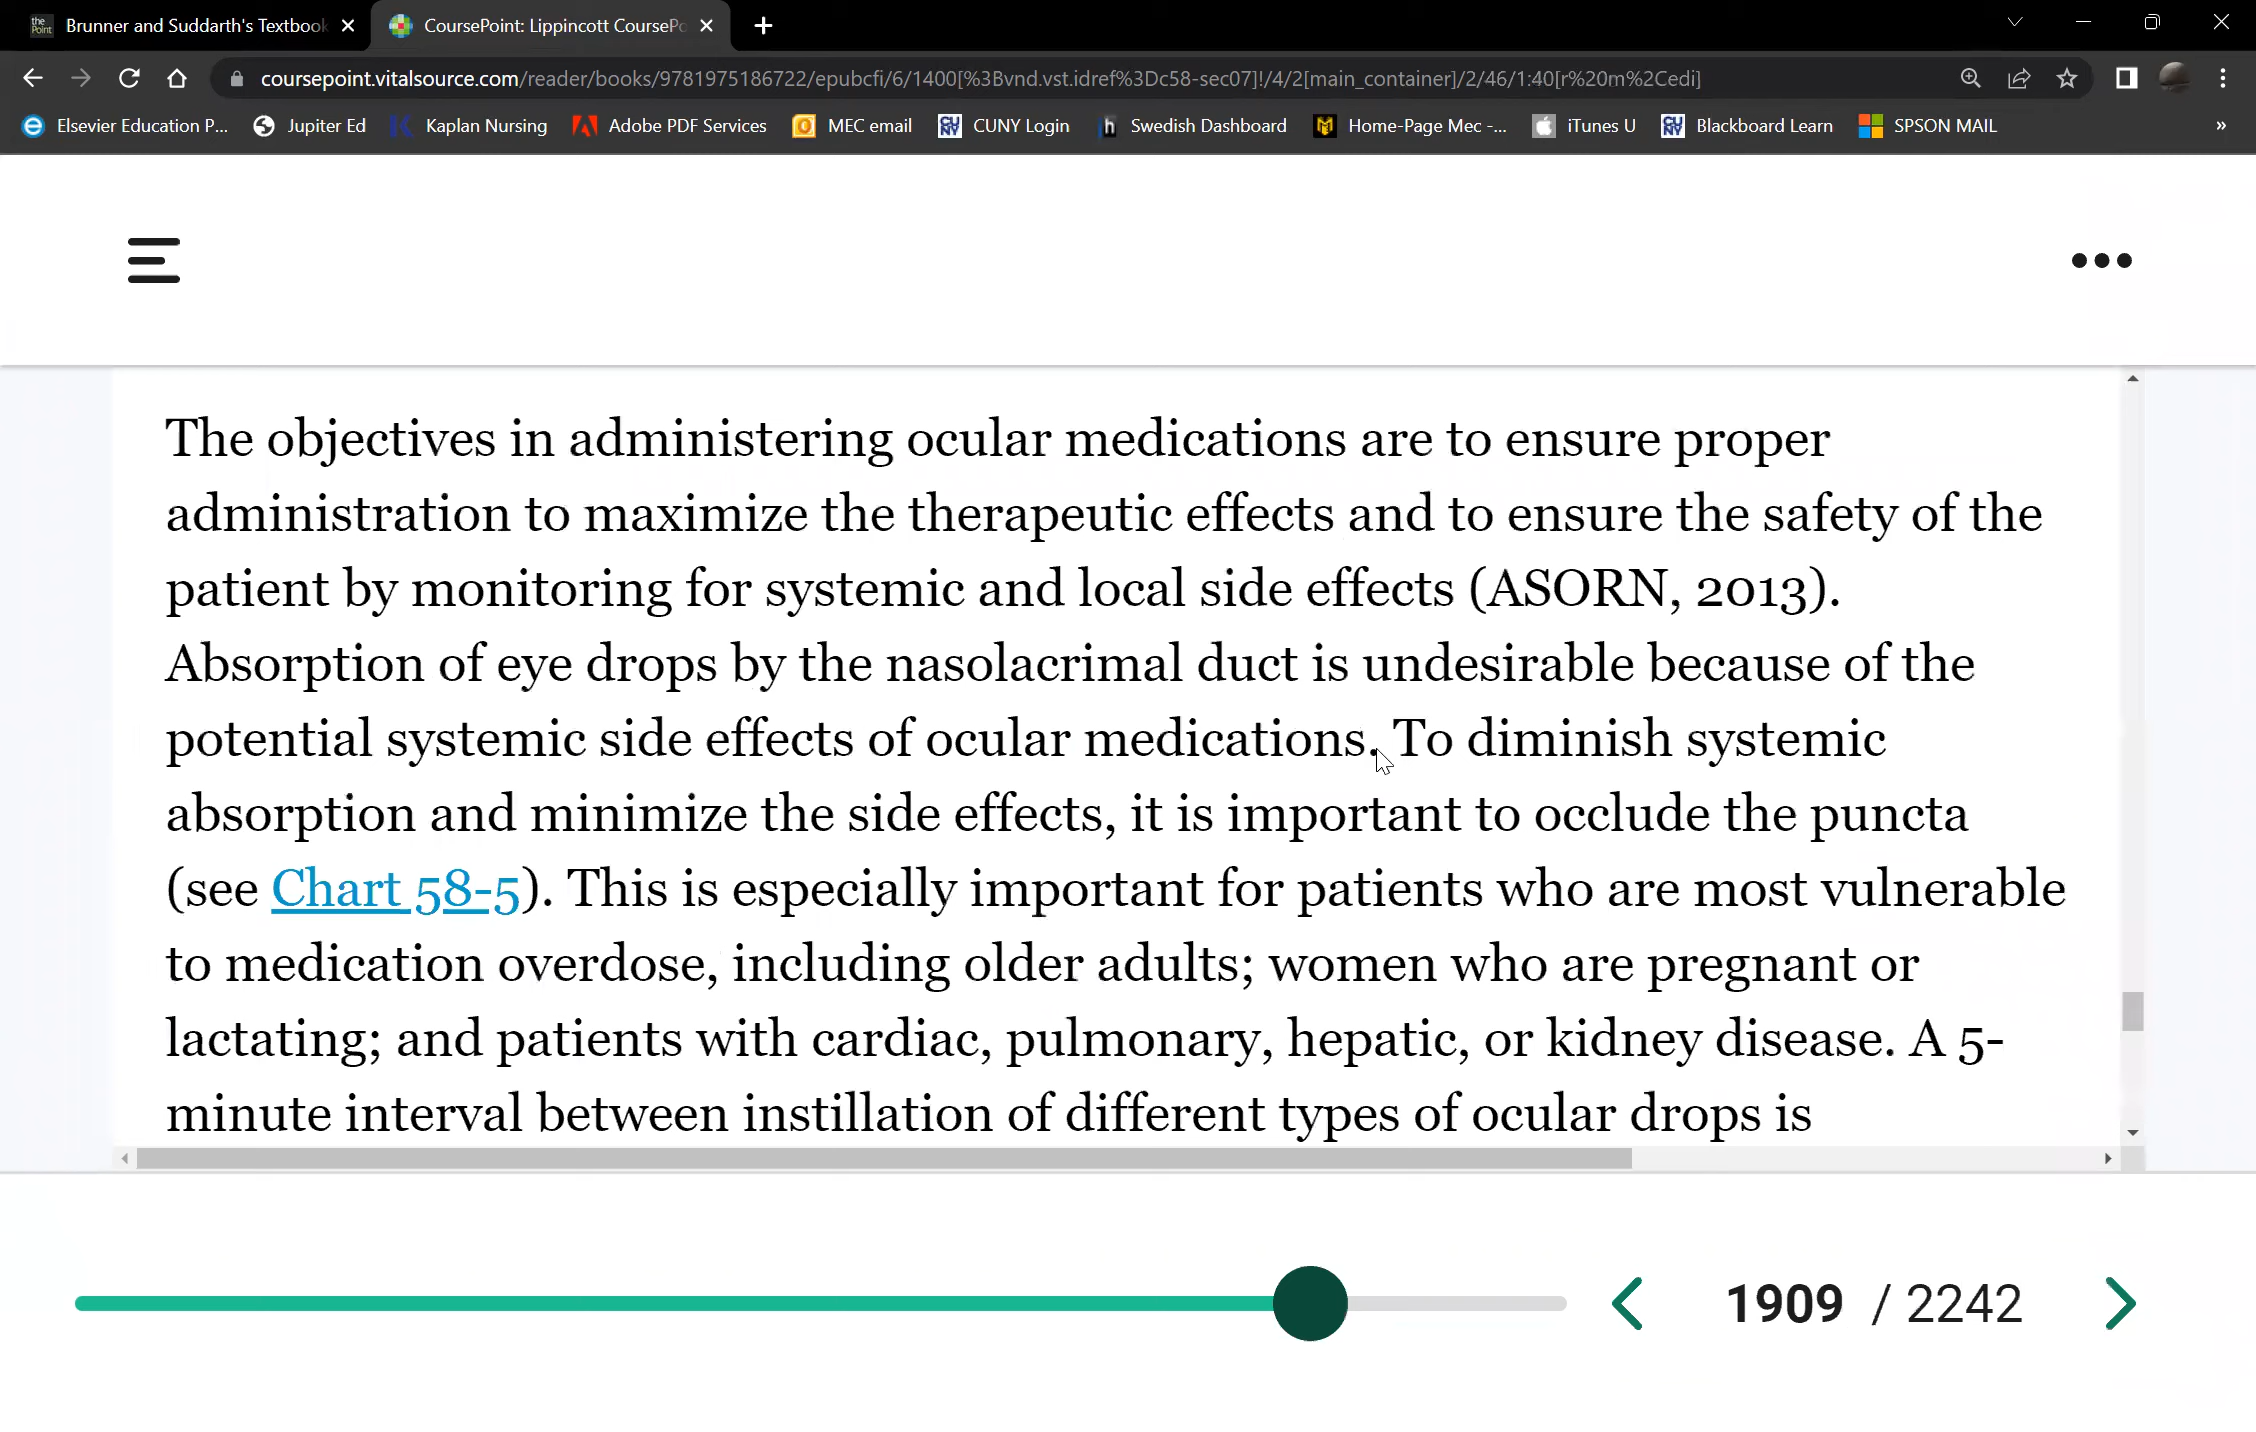 the Point
Brunner and Suddarth's Textbook
CoursePoint: Lippincott CoursePo
coursepoint.vitalsource.com/reader/books/9781975186722/epubcfi/6/1400[%3Bvnd.vst.idref%3Dc58-sec07]!/4/2[main_container]/2/46/1:40[r%20m%2Cedi]
Elsevier Education P... Jupiter Ed Kaplan Nursing Adobe PDF Services MEC email CUNY Login Swedish Dashboard Home-Page Mec -... iTunes U Blackboard Learn SPSON MAIL »
The objectives in administering ocular medications are to ensure proper
administration to maximize the therapeutic effects and to ensure the safety of the
patient by monitoring for systemic and local side effects (ASORN, 2013).
Absorption of eye drops by the nasolacrimal duct is undesirable because of the
potential systemic side effects of ocular medications. To diminish systemic
absorption and minimize the side effects, it is important to occlude the puncta
(see Chart 58-5). This is especially important for patients who are most vulnerable
to medication overdose, including older adults; women who are pregnant or
lactating; and patients with cardiac, pulmonary, hepatic, or kidney disease. A 5-
minute interval between instillation of different types of ocular drops is
1909 / 2242